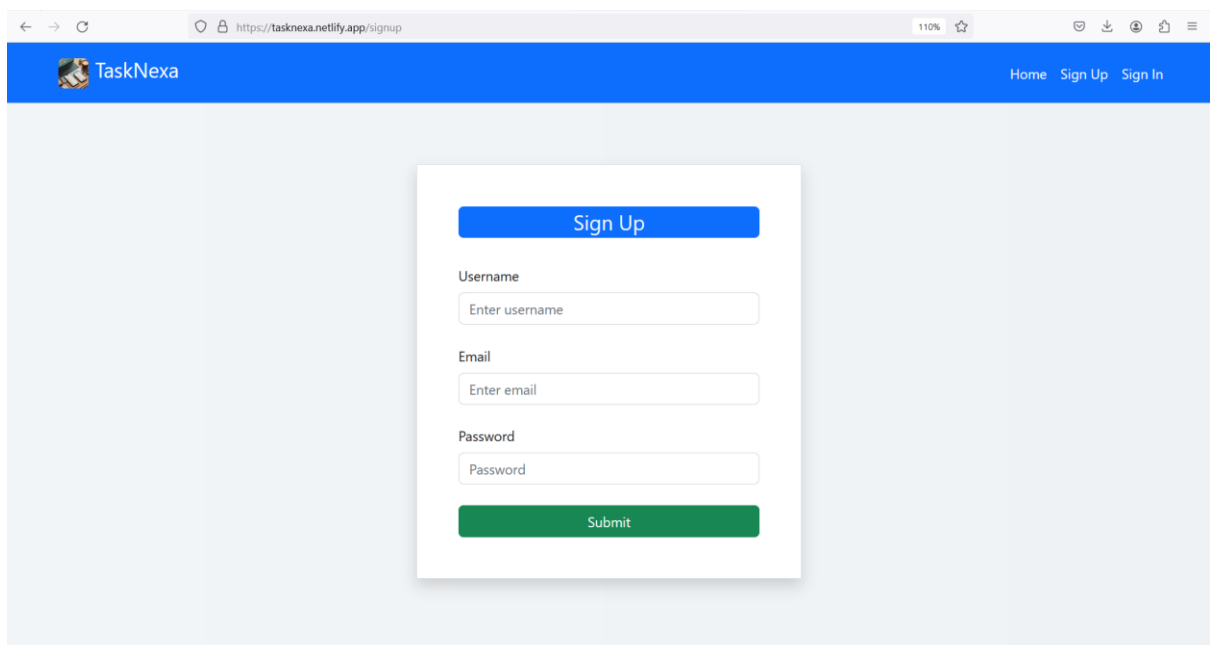 https://tasknexa.netlify.app/signup 110%
TaskNexa Home Sign Up Sign In
Sign Up
Username
Enter username
Email
Enter email
Password
Password
Submit